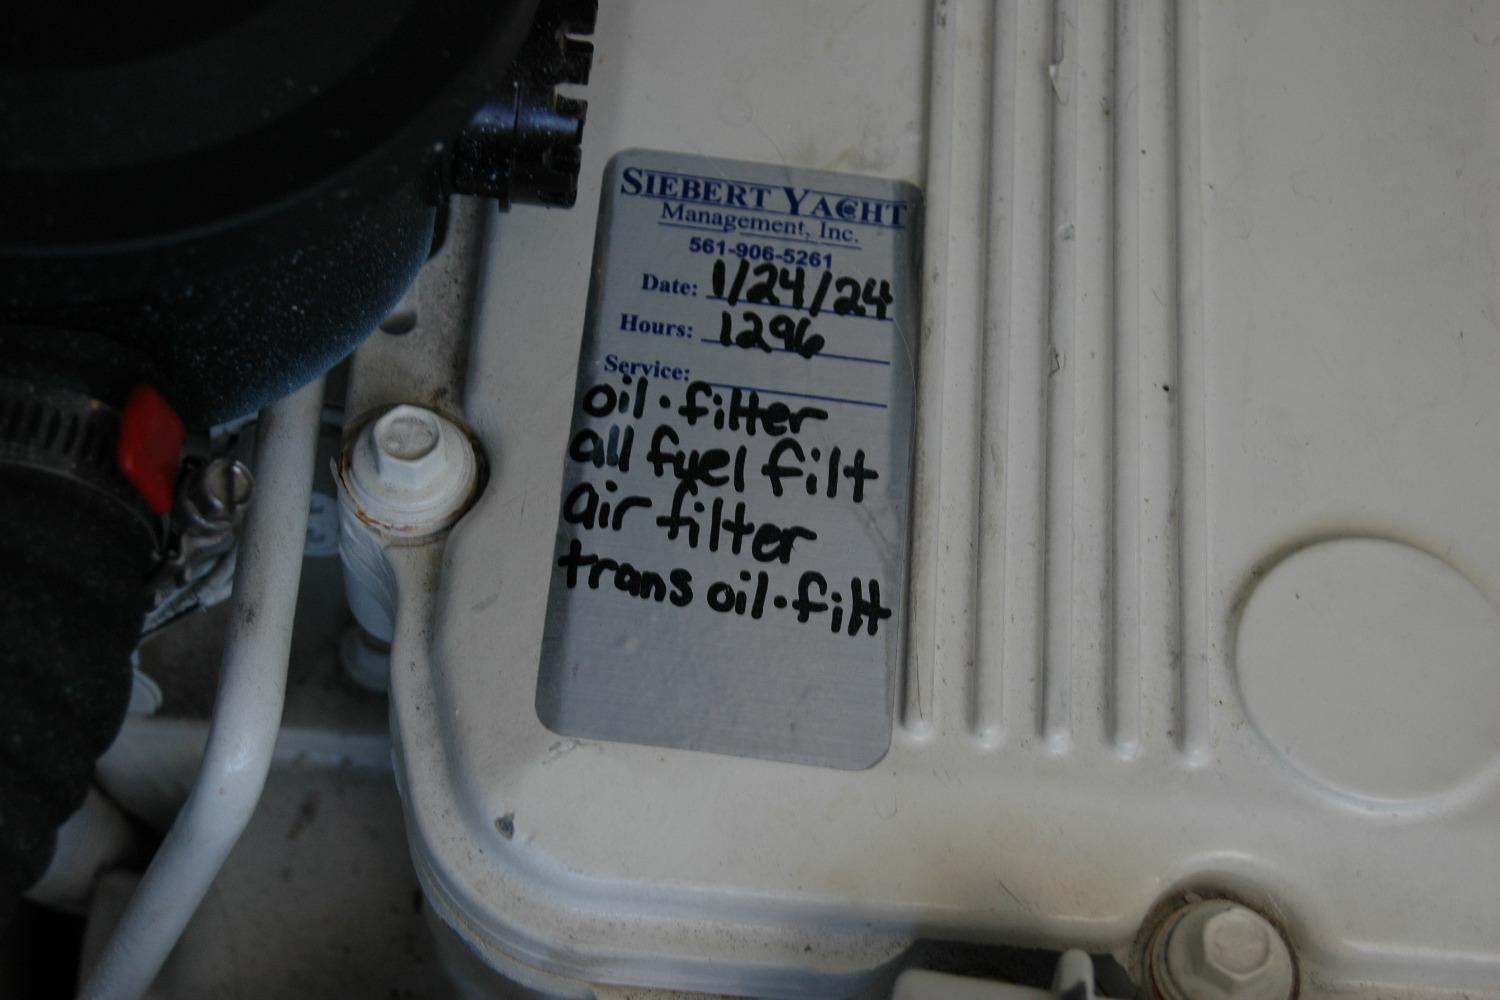 SIEBERT YACHT
Management, Inc.
561-906-5261
Date: 1/24/24
Hours: 1296
Service:
oil·filter
all fuel filt
air filter
trans oil·filt